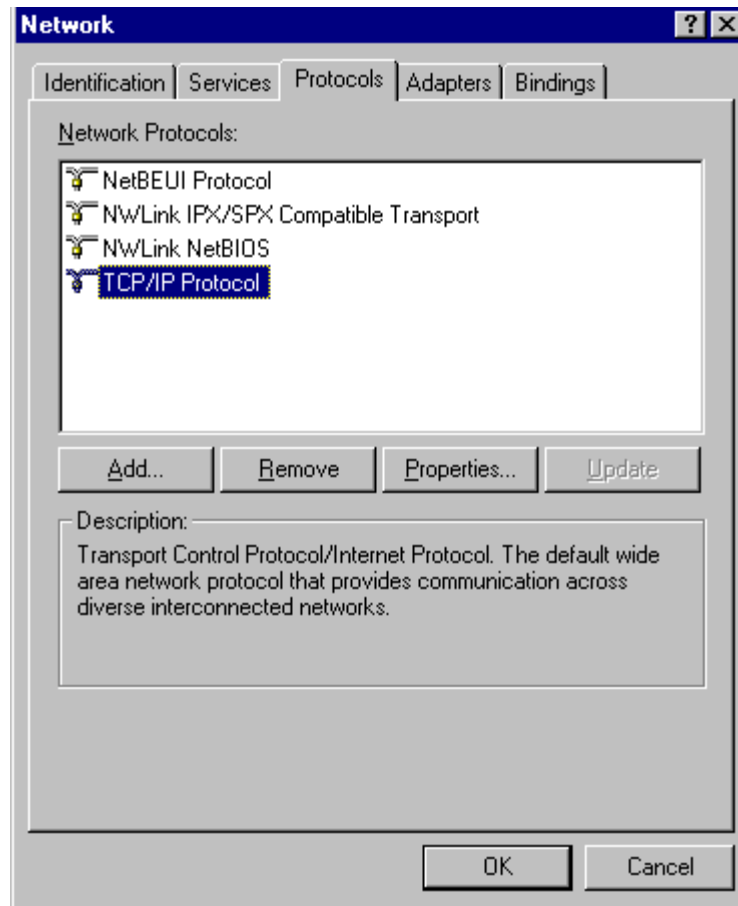 Network
Identification Services Protocols Adapters Bindings
Network Protocols:
NetBEUI Protocol
NWLink IPX/SPX Compatible Transport
NWLink NetBIOS
TCP/IP Protocol
Add... Remove Properties... Update
Description:
Transport Control Protocol/Internet Protocol. The default wide
area network protocol that provides communication across
diverse interconnected networks.
OK Cancel